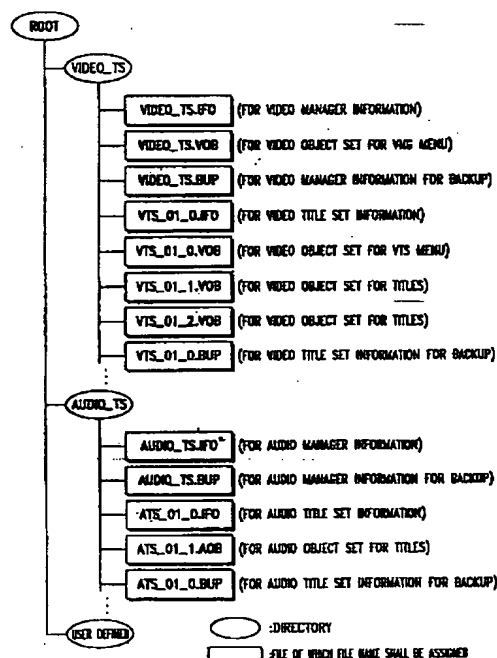 ROOT
VIDEO_TS
VIDEO_TS.IFO (FOR VIDEO MANAGER INFORMATION)
VIDEO_TS.VOB (FOR VIDEO OBJECT SET FOR VMG MENU)
VIDEO_TS.BUP (FOR VIDEO MANAGER INFORMATION FOR BACKUP)
VTS_01_0.IFO (FOR VIDEO TITLE SET INFORMATION)
VTS_01_0.VOB (FOR VIDEO OBJECT SET FOR VTS MENU)
VTS_01_1.VOB (FOR VIDEO OBJECT SET FOR TITLES)
VTS_01_2.VOB (FOR VIDEO OBJECT SET FOR TITLES)
VTS_01_0.BUP (FOR VIDEO TITLE SET INFORMATION FOR BACKUP)
AUDIO_TS
AUDIO_TS.IFO (FOR AUDIO MANAGER INFORMATION)
AUDIO_TS.BUP (FOR AUDIO MANAGER INFORMATION FOR BACKUP)
ATS_01_0.IFO (FOR AUDIO TITLE SET INFORMATION)
ATS_01_1.AOB (FOR AUDIO OBJECT SET FOR TITLES)
ATS_01_0.BUP (FOR AUDIO TITLE SET INFORMATION FOR BACKUP)
USER DEFINED
:DIRECTORY
:FILE OF WHICH FILE NAME SHALL BE ASSIGNED